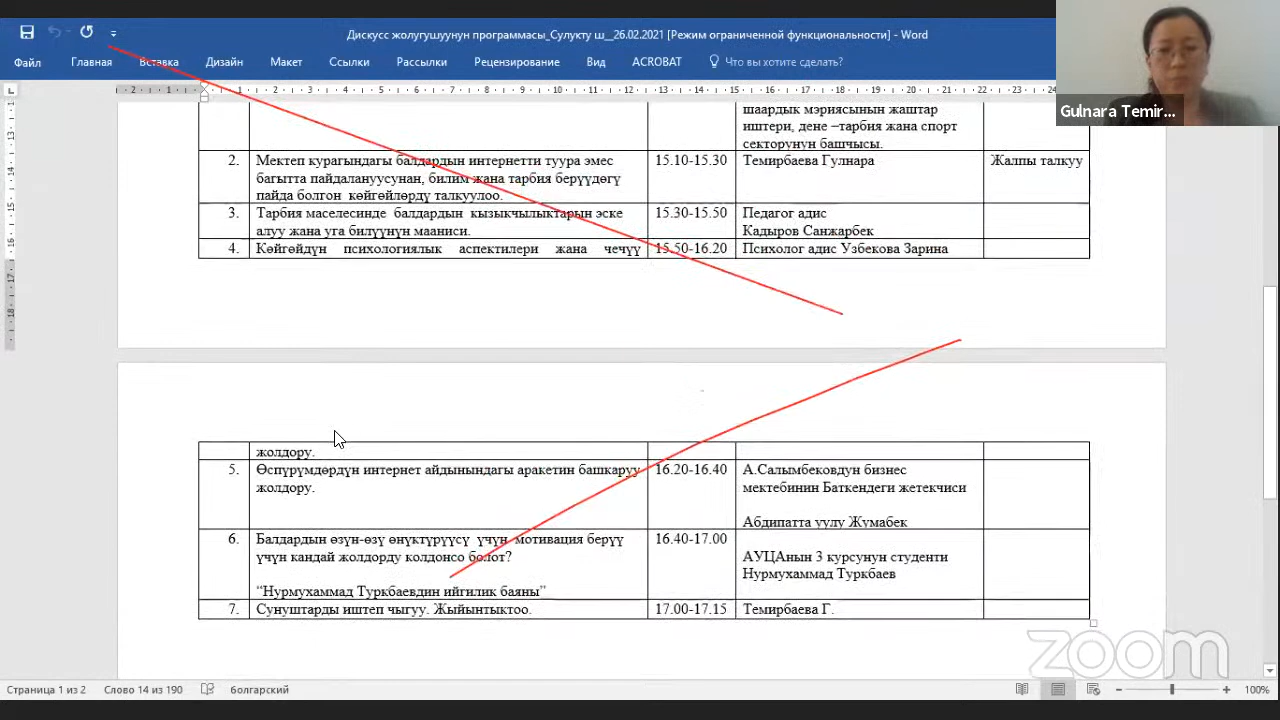 Дискусс жолугушуунун программасы_Сулукту ш__26.02.2021 [Режим ограниченной функциональности] - Word
Файл Главная Вставка Дизайн Макет Ссылки Рассылки Рецензирование Вид ACROBAT Что вы хотите сделать?
Gulnara Temir...
шаардык мэриясынын жаштар
иштери, дене –тарбия жана спорт
секторунун башчысы.
2. Мектеп курагындагы балдардын интернетти туура эмес 15.10-15.30 Темирбаева Гулнара Жалпы талкуу
багытта пайдалануусунан, билим жана тарбия берүүдөгү
пайда болгон көйгөйлөрдү талкуулоо.
3. Тарбия маселесинде балдардын кызыкчылыктарын эске 15.30-15.50 Педагог адис
алуу жана уга билүүнүн мааниси. Кадыров Санжарбек
4. Көйгөйдүн психологиялык аспектилери жана чечүү 15.50-16.20 Психолог адис Узбекова Зарина
жолдору.
5. Өспүрүмдөрдүн интернет айдынындагы аракетин башкаруу 16.20-16.40 А.Салымбековдун бизнес
жолдору. мектебинин Баткендеги жетекчиси
Абдипатта уулу Жумабек
6. Балдардын өзүн-өзү өнүктүрүүсү үчүн мотивация берүү 16.40-17.00
үчүн кандай жолдорду колдонсо болот? АУЦАнын 3 курсунун студенти
Нурмухаммад Туркбаев
“Нурмухаммад Туркбаевдин ийгилик баяны”
7. Сунуштарды иштеп чыгуу. Жыйынтыктоо. 17.00-17.15 Темирбаева Г.
zoom
Страница 1 из 2 Слово 14 из 190 болгарский 100%